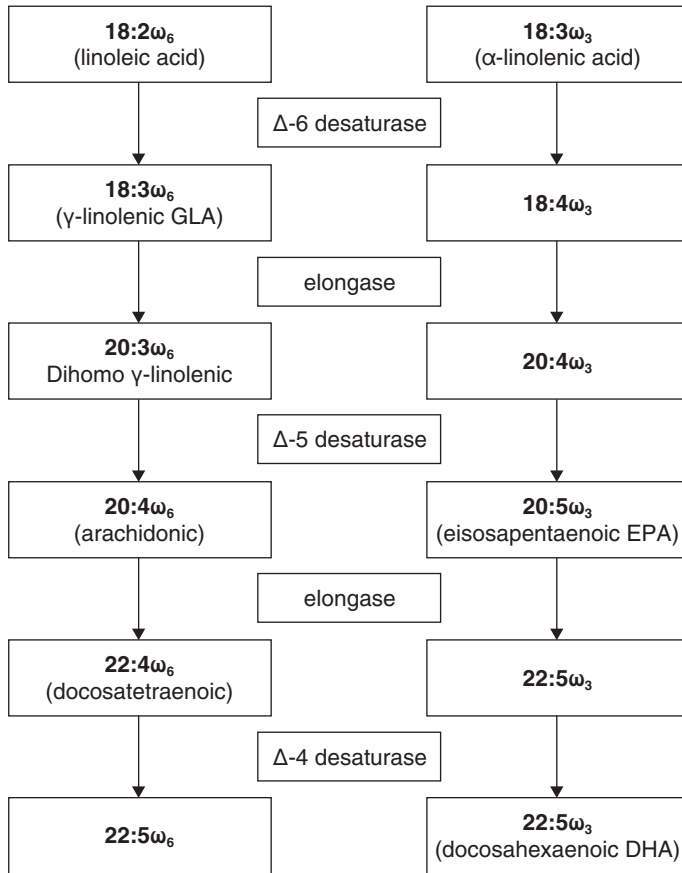 18:2ω₆
(linoleic acid)
18:3ω₃
(α-linolenic acid)
Δ-6 desaturase
18:3ω₆
(γ-linolenic GLA)
18:4ω₃
elongase
20:3ω₆
Dihomo γ-linolenic
20:4ω₃
Δ-5 desaturase
20:4ω₆
(arachidonic)
20:5ω₃
(eisosapentaenoic EPA)
elongase
22:4ω₆
(docosatetraenoic)
22:5ω₃
Δ-4 desaturase
22:5ω₆
22:5ω₃
(docosahexaenoic DHA)